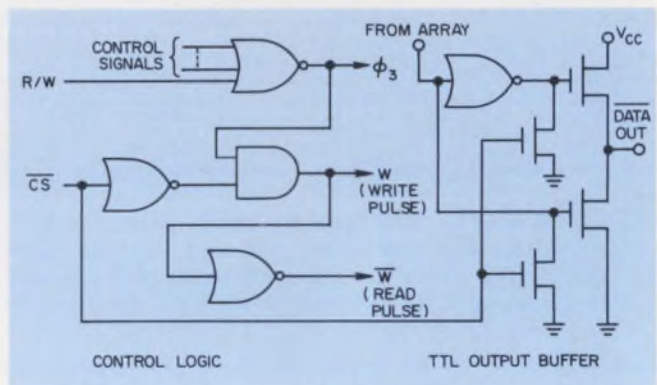 FROM ARRAY
VCC
CONTROL
SIGNALS
R/W
ϕ3
DATA
OUT
CS
W
(WRITE
PULSE)
W
(READ
PULSE)
CONTROL LOGIC
TTL OUTPUT BUFFER